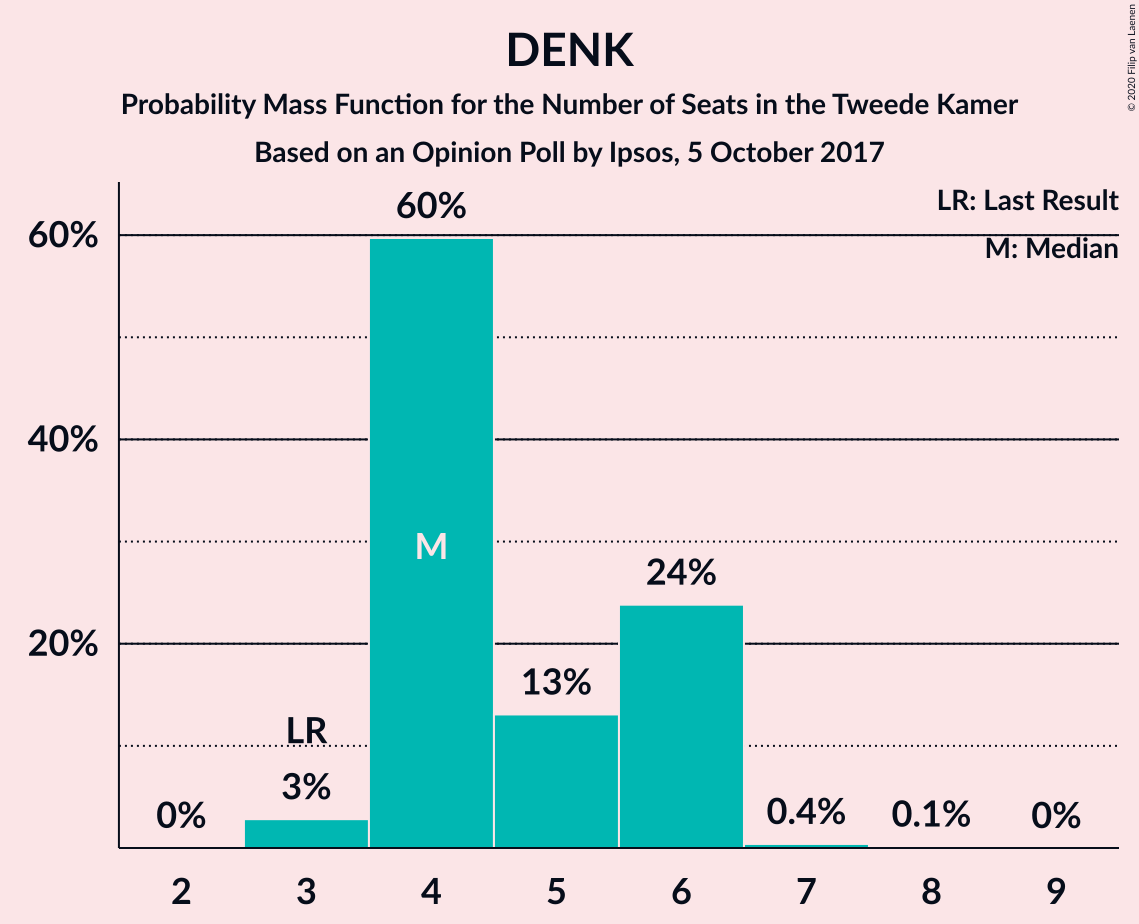 DENK
Probability Mass Function for the Number of Seats in the Tweede Kamer
Based on an Opinion Poll by Ipsos, 5 October 2017
© 2020 Filip van Laenen
LR: Last Result
M: Median
60%
40%
20%
0%
LR
3%
60%
M
13%
24%
0.4%
0.1%
0%
2 3 4 5 6 7 8 9